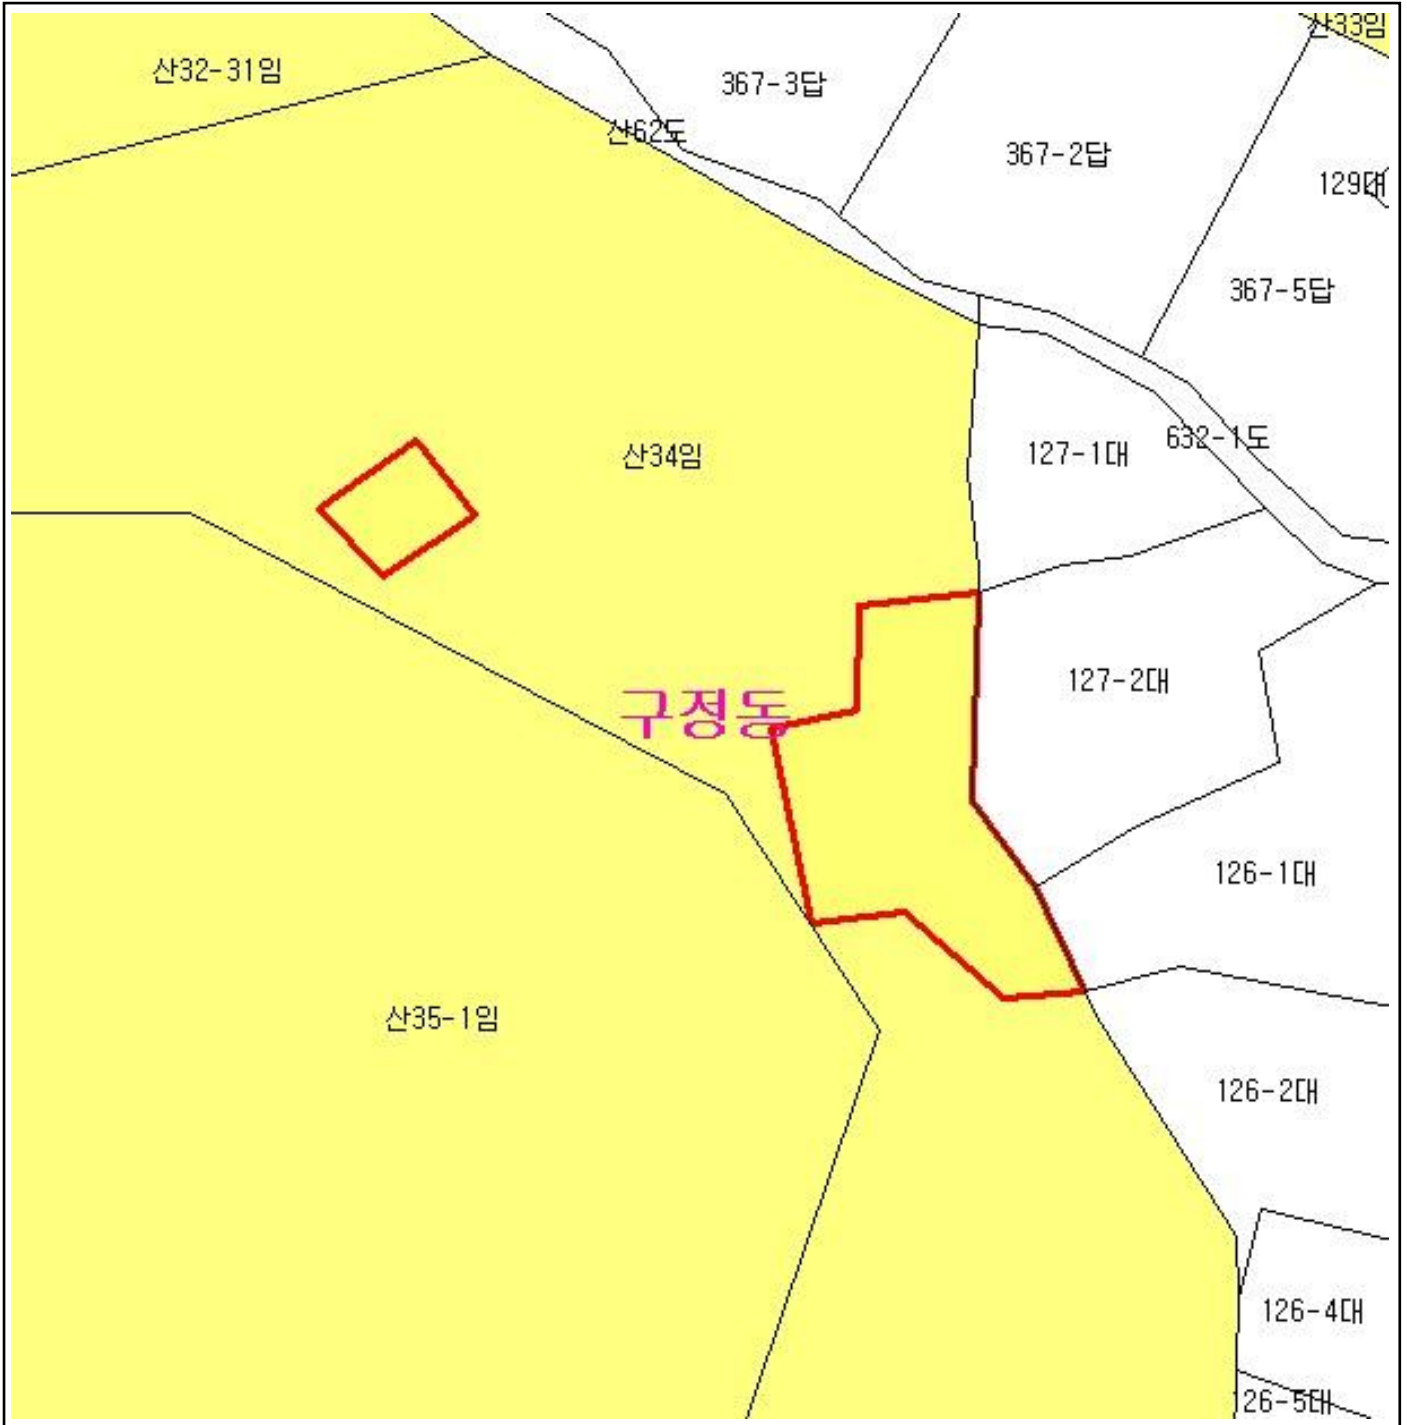 산33임
산32-31임
367-3답
산62도
367-2답
129대
367-5답
632-1도
127-1대
산34임
127-2대
구정동
126-1대
산35-1임
126-2대
126-4대
126-5대